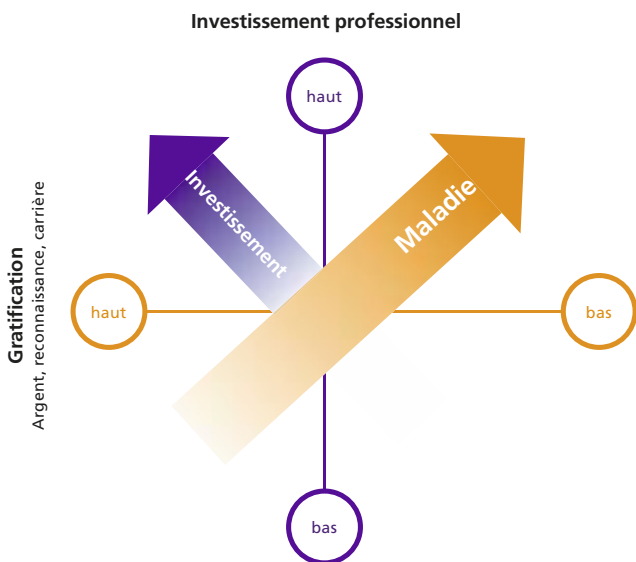 Investissement professionnel
haut
Investissement
Maladie
Gratification
Argent, reconnaissance, carrière
haut
bas
bas